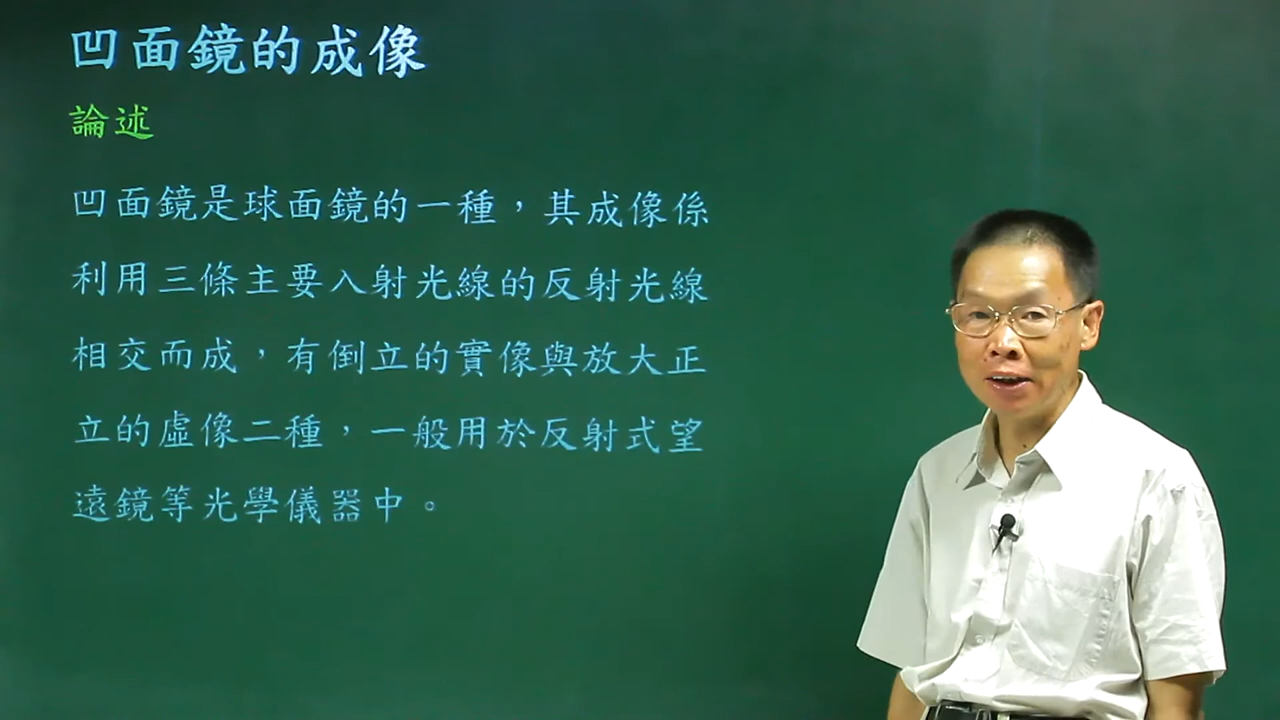 凹面鏡的成像
論述
凹面鏡是球面鏡的一種，其成像係
利用三條主要入射光線的反射光線
相交而成，有倒立的實像與放大正
立的虛像二種，一般用於反射式望
遠鏡等光學儀器中。